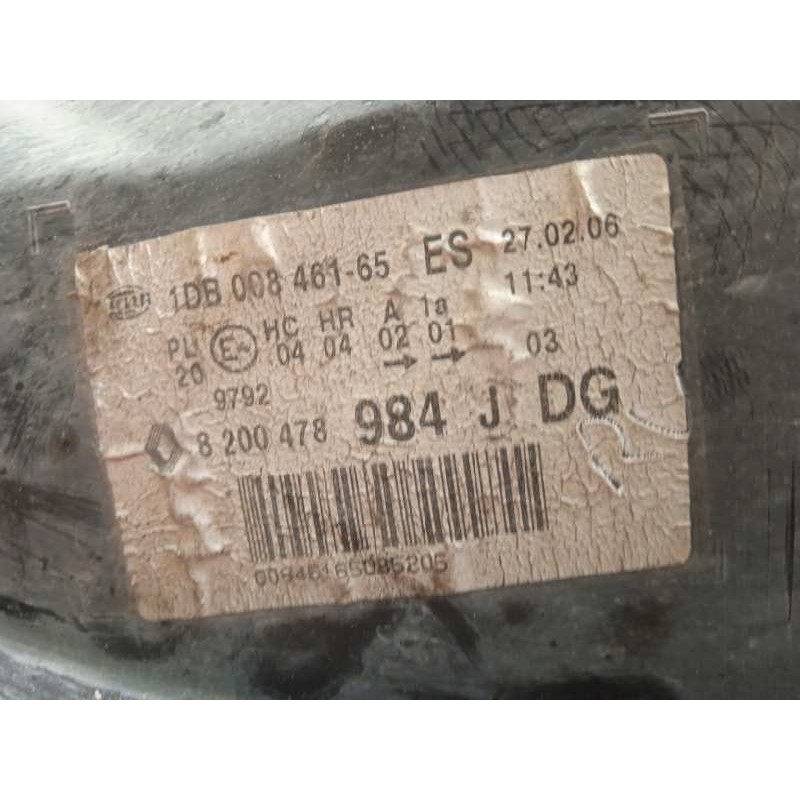 1DB 008 461-65 ES 27.02.06
11:43
PL HC HR A 1a
20 E 04 04 02 01 03
9792
8 200 478 984 J DG